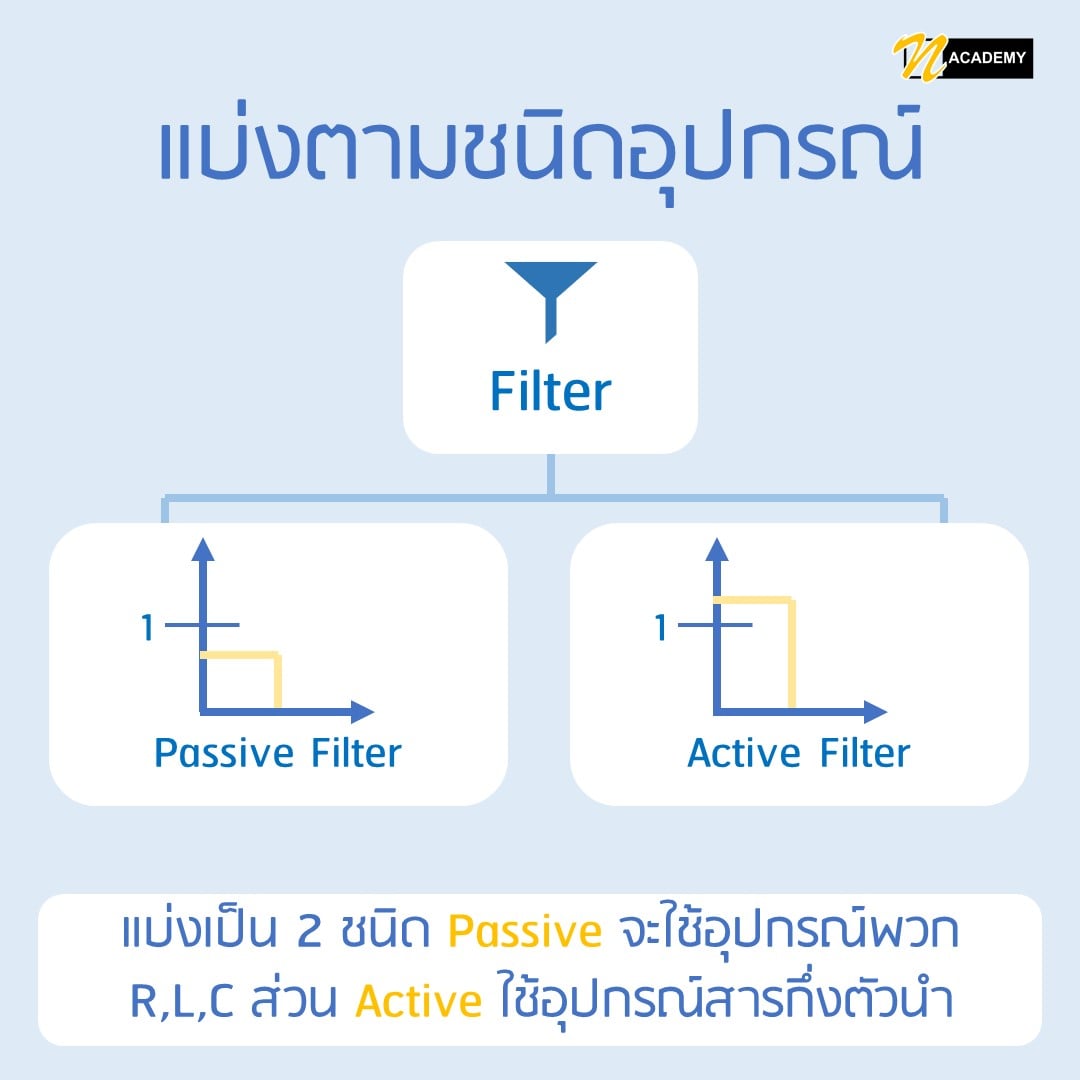 n ACADEMY
แบ่งตามชนิดอุปกรณ์
Filter
1
1
Passive Filter
Active Filter
แบ่งเป็น 2 ชนิด Passive จะใช้อุปกรณ์พวก
R,L,C ส่วน Active ใช้อุปกรณ์สารกึ่งตัวนำ